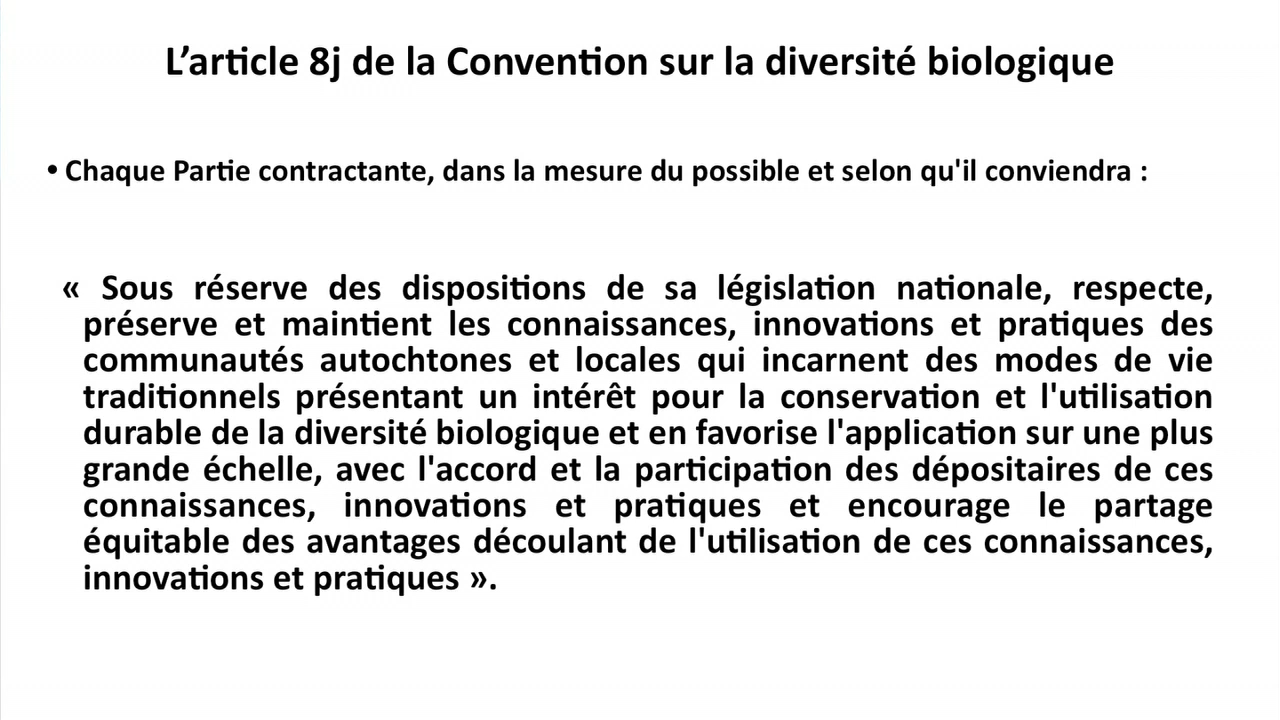 L’article 8j de la Convention sur la diversité biologique
• Chaque Partie contractante, dans la mesure du possible et selon qu'il conviendra :
« Sous réserve des dispositions de sa législation nationale, respecte,
préserve et maintient les connaissances, innovations et pratiques des
communautés autochtones et locales qui incarnent des modes de vie
traditionnels présentant un intérêt pour la conservation et l'utilisation
durable de la diversité biologique et en favorise l'application sur une plus
grande échelle, avec l'accord et la participation des dépositaires de ces
connaissances, innovations et pratiques et encourage le partage
équitable des avantages découlant de l'utilisation de ces connaissances,
innovations et pratiques ».